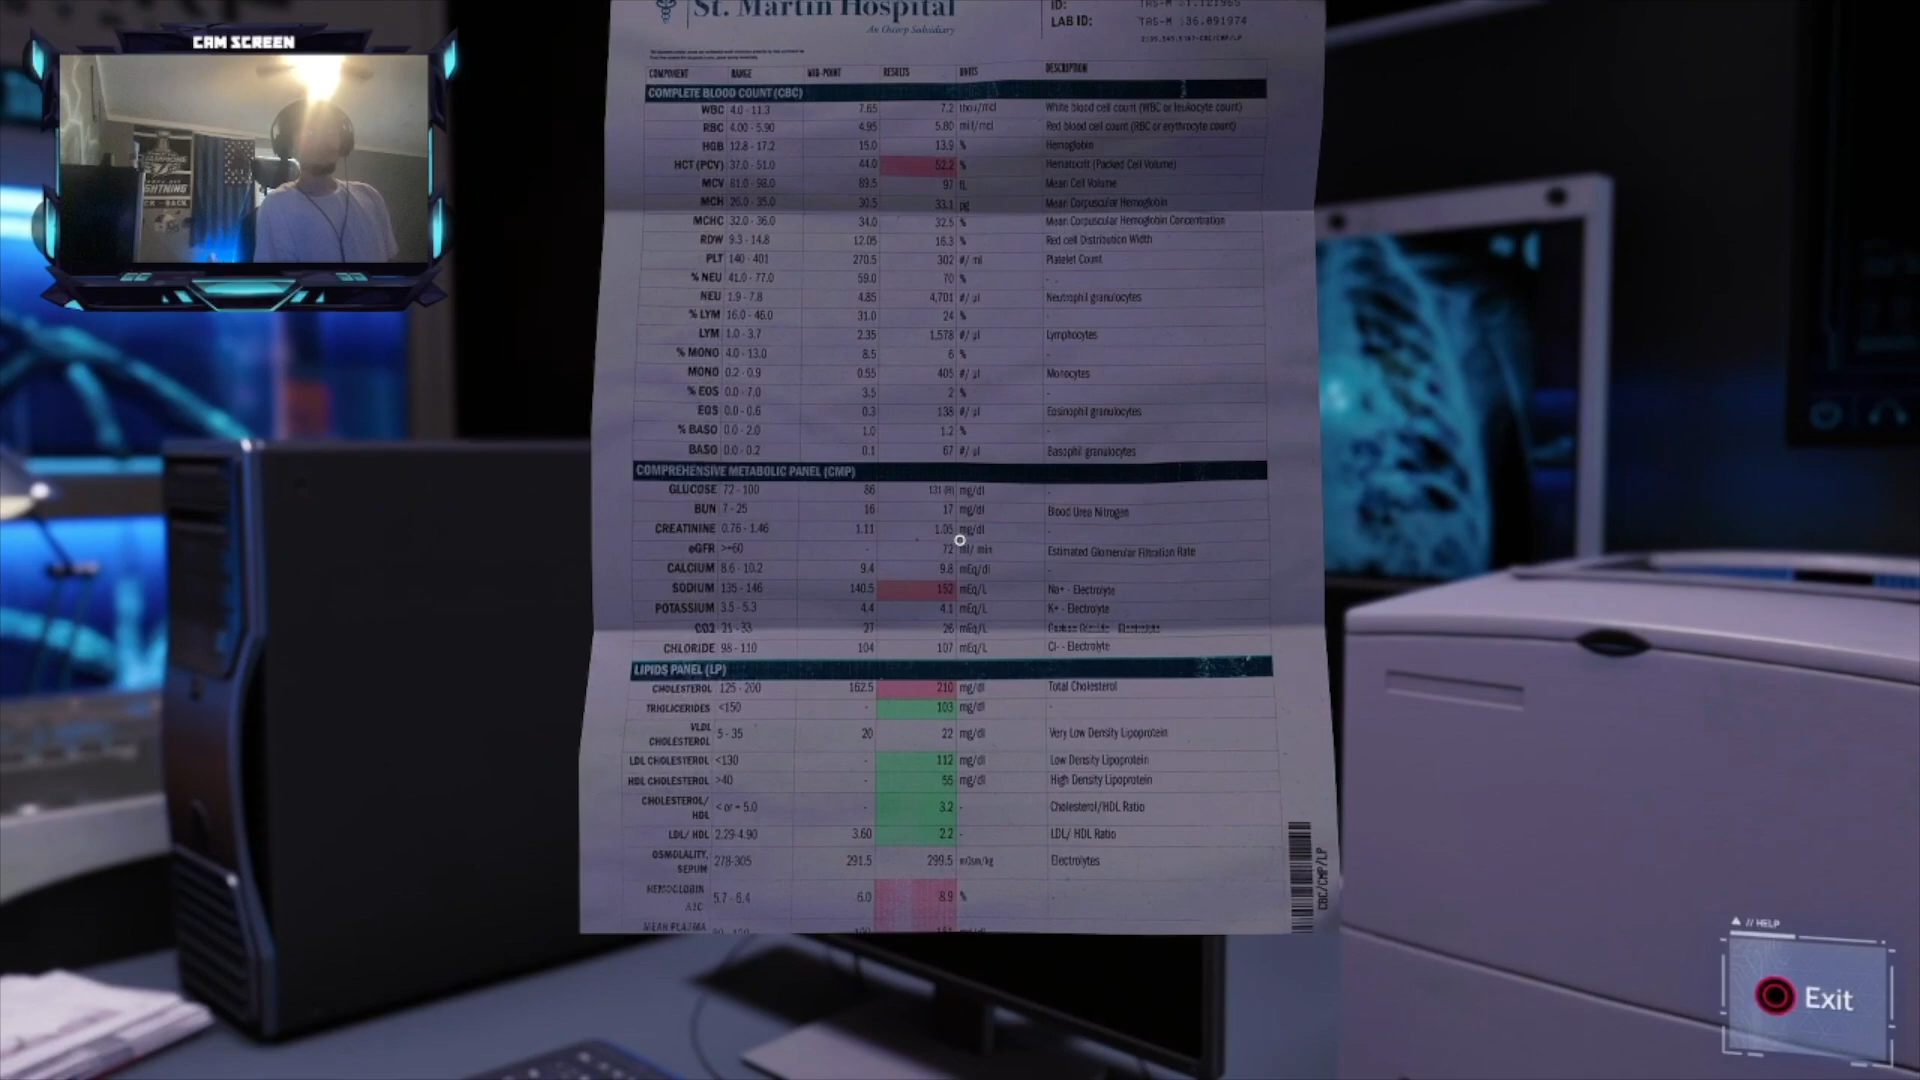 CAM SCREEN
St. Martin Hospital
An Oscorp Subsidiary
ID:
LAB ID:
COMPONENT RANGE MID-POINT RESULTS UNITS DESCRIPTION
COMPLETE BLOOD COUNT (CBC)
WBC 4.0 - 11.3 7.65 7.2 thou/mcl White blood cell count (WBC or leukocyte count)
RBC 4.00 - 5.90 4.95 5.80 mil/mcl Red blood cell count (RBC or erythrocyte count)
HGB 12.8 - 17.2 15.0 13.9 % Hemoglobin
HCT (PCV) 37.0 - 51.0 44.0 52.2 % Hematocrit (Packed Cell Volume)
MCV 81.0 - 98.0 89.5 97 fL Mean Cell Volume
MCH 26.0 - 35.0 30.5 33.1 pg Mean Corpuscular Hemoglobin
MCHC 32.0 - 36.0 34.0 32.5 % Mean Corpuscular Hemoglobin Concentration
RDW 9.3 - 14.8 12.05 16.3 % Red cell Distribution Width
PLT 140 - 401 270.5 302 #/ ml Platelet Count
% NEU 41.0 - 77.0 59.0 70 % -
NEU 1.9 - 7.8 4.85 4,701 #/ µl Neutrophil granulocytes
% LYM 16.0 - 46.0 31.0 24 % -
LYM 1.0 - 3.7 2.35 1,578 #/ µl Lymphocytes
% MONO 4.0 - 13.0 8.5 6 % -
MONO 0.2 - 0.9 0.55 405 #/ µl Monocytes
% EOS 0.0 - 7.0 3.5 2 % -
EOS 0.0 - 0.6 0.3 138 #/ µl Eosinophil granulocytes
% BASO 0.0 - 2.0 1.0 1.2 % -
BASO 0.0 - 0.2 0.1 67 #/ µl Basophil granulocytes
COMPREHENSIVE METABOLIC PANEL (CMP)
GLUCOSE 72 - 100 86 131 (H) mg/dl -
BUN 7 - 25 16 17 mg/dl Blood Urea Nitrogen
CREATININE 0.76 - 1.46 1.11 1.05 mg/dl -
eGFR >=60 - 72 ml/ min Estimated Glomerular Filtration Rate
CALCIUM 8.6 - 10.2 9.4 9.8 mEq/dl -
SODIUM 135 - 146 140.5 152 mEq/L Na+ - Electrolyte
POTASSIUM 3.5 - 5.3 4.4 4.1 mEq/L K+ - Electrolyte
CO2 21 - 33 27 26 mEq/L Carbon Dioxide - Electrolyte
CHLORIDE 98 - 110 104 107 mEq/L Cl- - Electrolyte
LIPIDS PANEL (LP)
CHOLESTEROL 125 - 200 162.5 210 mg/dl Total Cholesterol
TRIGLICERIDES <150 - 103 mg/dl -
VLDL CHOLESTEROL 5 - 35 20 22 mg/dl Very Low Density Lipoprotein
LDL CHOLESTEROL <130 - 112 mg/dl Low Density Lipoprotein
HDL CHOLESTEROL >40 - 55 mg/dl High Density Lipoprotein
CHOLESTEROL/ HDL < or = 5.0 - 3.2 - Cholesterol/HDL Ratio
LDL/ HDL 2.29-4.90 3.60 2.2 - LDL/ HDL Ratio
OSMOLALITY, SERUM 278-305 291.5 299.5 mOsm/kg Electrolytes
HEMOGLOBIN A1C 5.7 - 6.4 6.0 8.9 % -
MEAN PLASMA
CBC/CMP/LP
// HELP
Exit